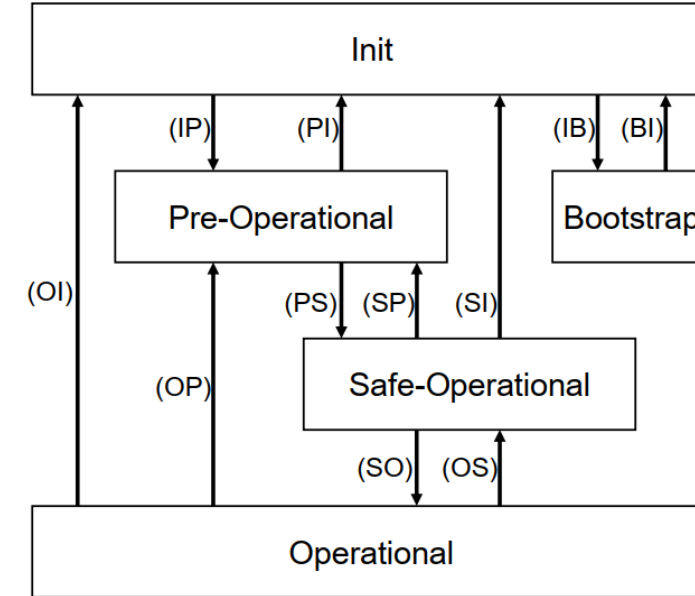 Init
(IP) (PI) (IB) (BI)
Pre-Operational Bootstrap
(OI) (PS) (SP) (SI)
(OP) Safe-Operational
(SO) (OS)
Operational